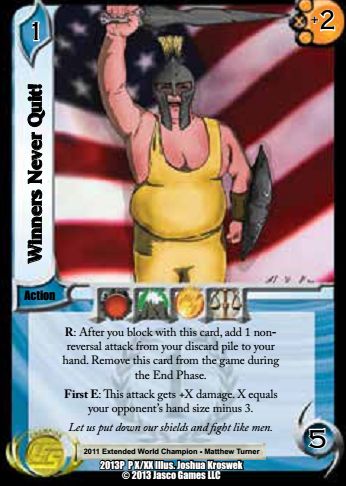 1
+2
Winners Never Quit!
Action
R: After you block with this card, add 1 non-
reversal attack from your discard pile to your
hand. Remove this card from the game during
the End Phase.
First E: This attack gets +X damage, X equals
your opponent's hand size minus 3.
Let us put down our shields and fight like men.
5
2011 Extended World Champion - Matthew Turner
2013P PX/XX Illus. Joshua Kroswek
© 2013 Jasco Games LLC